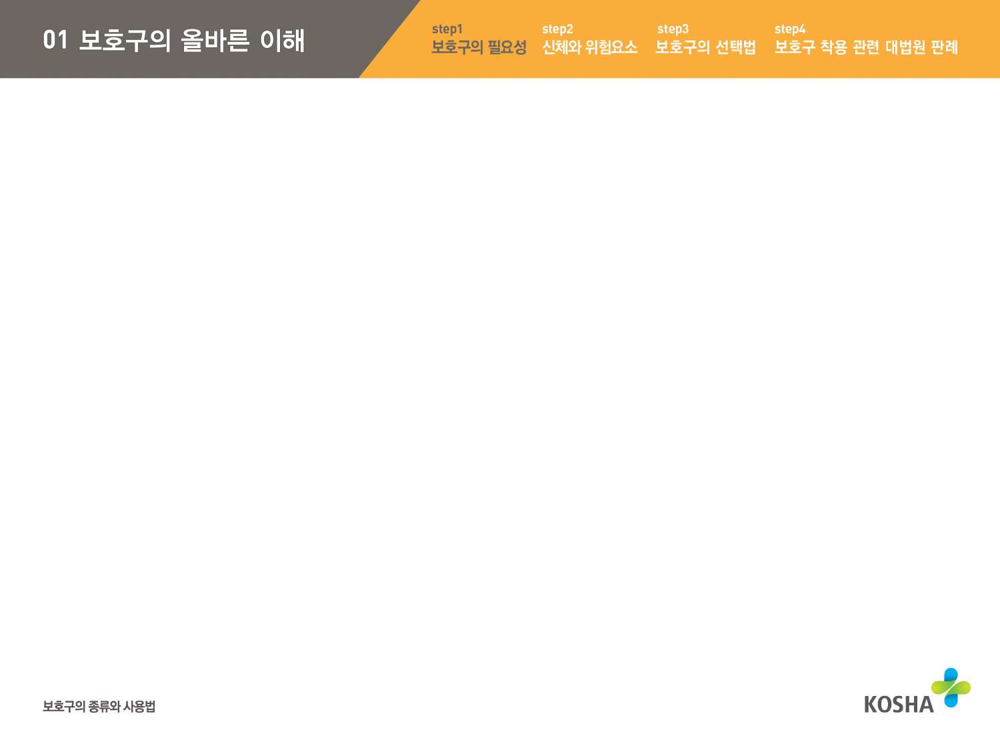 01 보호구의 올바른 이해
step1
보호구의 필요성
step2
신체와 위험요소
step3
보호구의 선택법
step4
보호구 착용 관련 대법원 판례
보호구의 종류와 사용법
KOSHA